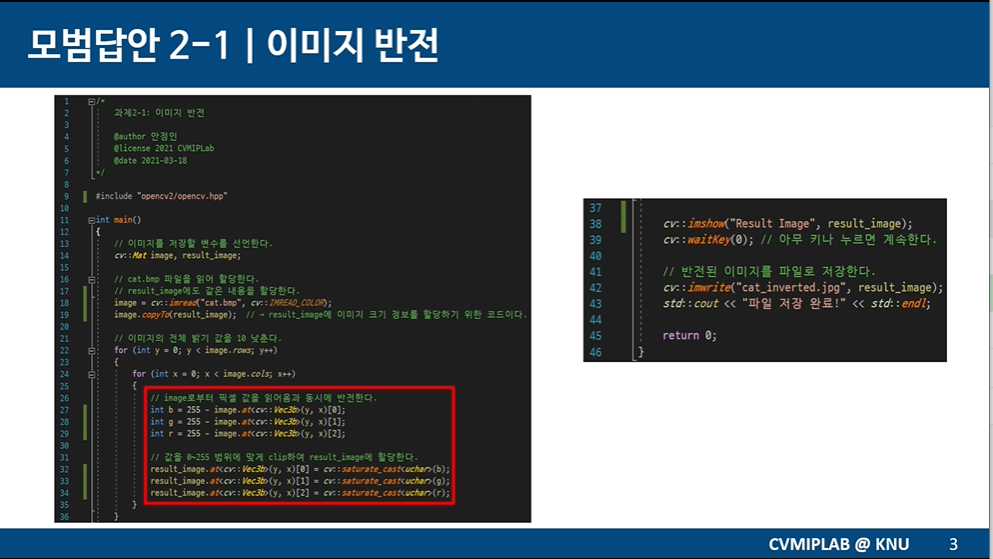 모범답안 2-1 | 이미지 반전
1 /*
2 과제2-1: 이미지 반전
3
4 @author 안정인
5 @license 2021 CVMIPLab
6 @date 2021-03-18
7 */
8
9 #include "opencv2/opencv.hpp"
10
11 int main()
12 {
13 // 이미지를 저장할 변수를 선언한다.
14 cv::Mat image, result_image;
15
16 // cat.bmp 파일을 읽어 할당한다.
17 // result_image에도 같은 내용을 할당한다.
18 image = cv::imread("cat.bmp", cv::IMREAD_COLOR);
19 image.copyTo(result_image); // → result_image에 이미지 크기 정보를 할당하기 위한 코드이다.
20
21 // 이미지의 전체 밝기 값을 10 낮춘다.
22 for (int y = 0; y < image.rows; y++)
23 {
24 for (int x = 0; x < image.cols; x++)
25 {
26 // image로부터 픽셀 값을 읽어옴과 동시에 반전한다.
27 int b = 255 - image.at<cv::Vec3b>(y, x)[0];
28 int g = 255 - image.at<cv::Vec3b>(y, x)[1];
29 int r = 255 - image.at<cv::Vec3b>(y, x)[2];
30
31 // 값을 0~255 범위에 맞게 clip하여 result_image에 할당한다.
32 result_image.at<cv::Vec3b>(y, x)[0] = cv::saturate_cast<uchar>(b);
33 result_image.at<cv::Vec3b>(y, x)[1] = cv::saturate_cast<uchar>(g);
34 result_image.at<cv::Vec3b>(y, x)[2] = cv::saturate_cast<uchar>(r);
35 }
36 }
37
38 cv::imshow("Result Image", result_image);
39 cv::waitKey(0); // 아무 키나 누르면 계속한다.
40
41 // 반전된 이미지를 파일로 저장한다.
42 cv::imwrite("cat_inverted.jpg", result_image);
43 std::cout << "파일 저장 완료!" << std::endl;
44
45 return 0;
46 }
CVMIPLAB @ KNU 3